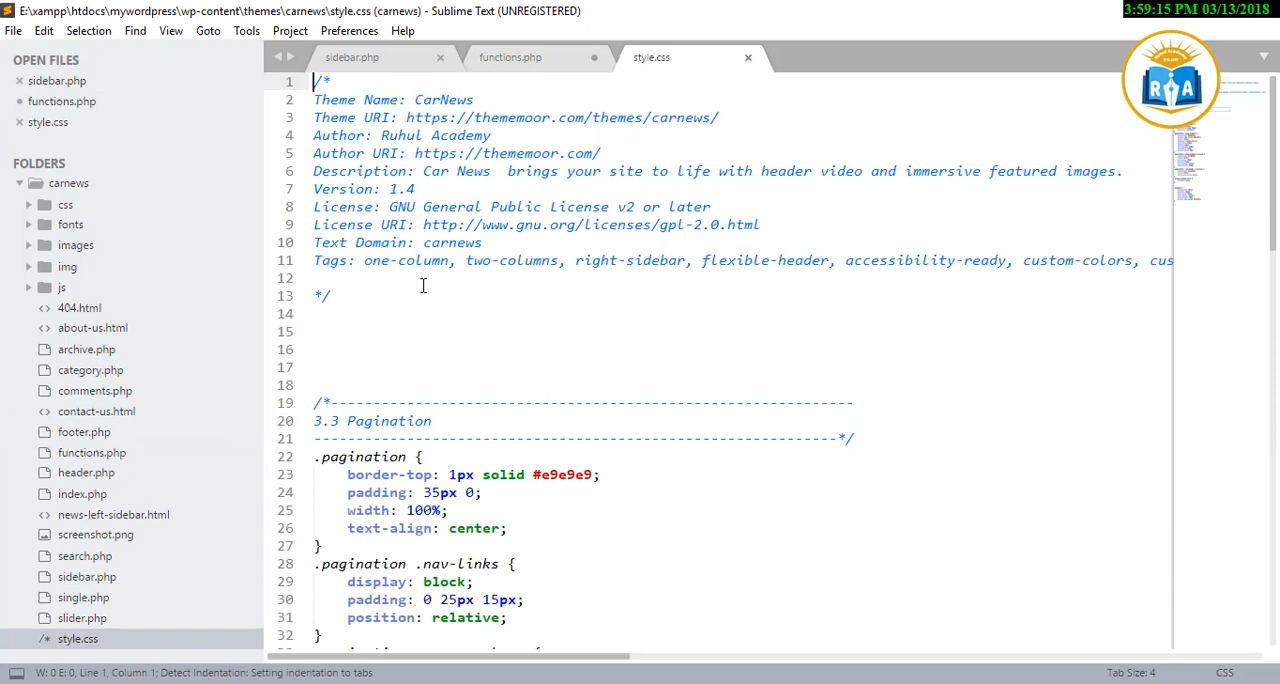 E:\xampp\htdocs\mywordpress\wp-content\themes\carnews\style.css (carnews) - Sublime Text (UNREGISTERED)
3:59:15 PM 03/13/2018
File Edit Selection Find View Goto Tools Project Preferences Help
OPEN FILES
sidebar.php
functions.php
style.css
FOLDERS
carnews
css
fonts
images
img
js
404.html
about-us.html
archive.php
category.php
comments.php
contact-us.html
footer.php
functions.php
header.php
index.php
news-left-sidebar.html
screenshot.png
search.php
sidebar.php
single.php
slider.php
style.css
sidebar.php functions.php style.css
RA
1 /*
2 Theme Name: CarNews
3 Theme URI: https://thememoor.com/themes/carnews/
4 Author: Ruhul Academy
5 Author URI: https://thememoor.com/
6 Description: Car News  brings your site to life with header video and immersive featured images.
7 Version: 1.4
8 License: GNU General Public License v2 or later
9 License URI: http://www.gnu.org/licenses/gpl-2.0.html
10 Text Domain: carnews
11 Tags: one-column, two-columns, right-sidebar, flexible-header, accessibility-ready, custom-colors, cus
12
13 */
14
15
16
17
18
19 /*--------------------------------------------------------------
20 3.3 Pagination
21 --------------------------------------------------------------*/
22 .pagination {
23 border-top: 1px solid #e9e9e9;
24 padding: 35px 0;
25 width: 100%;
26 text-align: center;
27 }
28 .pagination .nav-links {
29 display: block;
30 padding: 0 25px 15px;
31 position: relative;
32 }
W: 0 E: 0, Line 1, Column 1; Detect Indentation: Setting indentation to tabs
Tab Size: 4 CSS